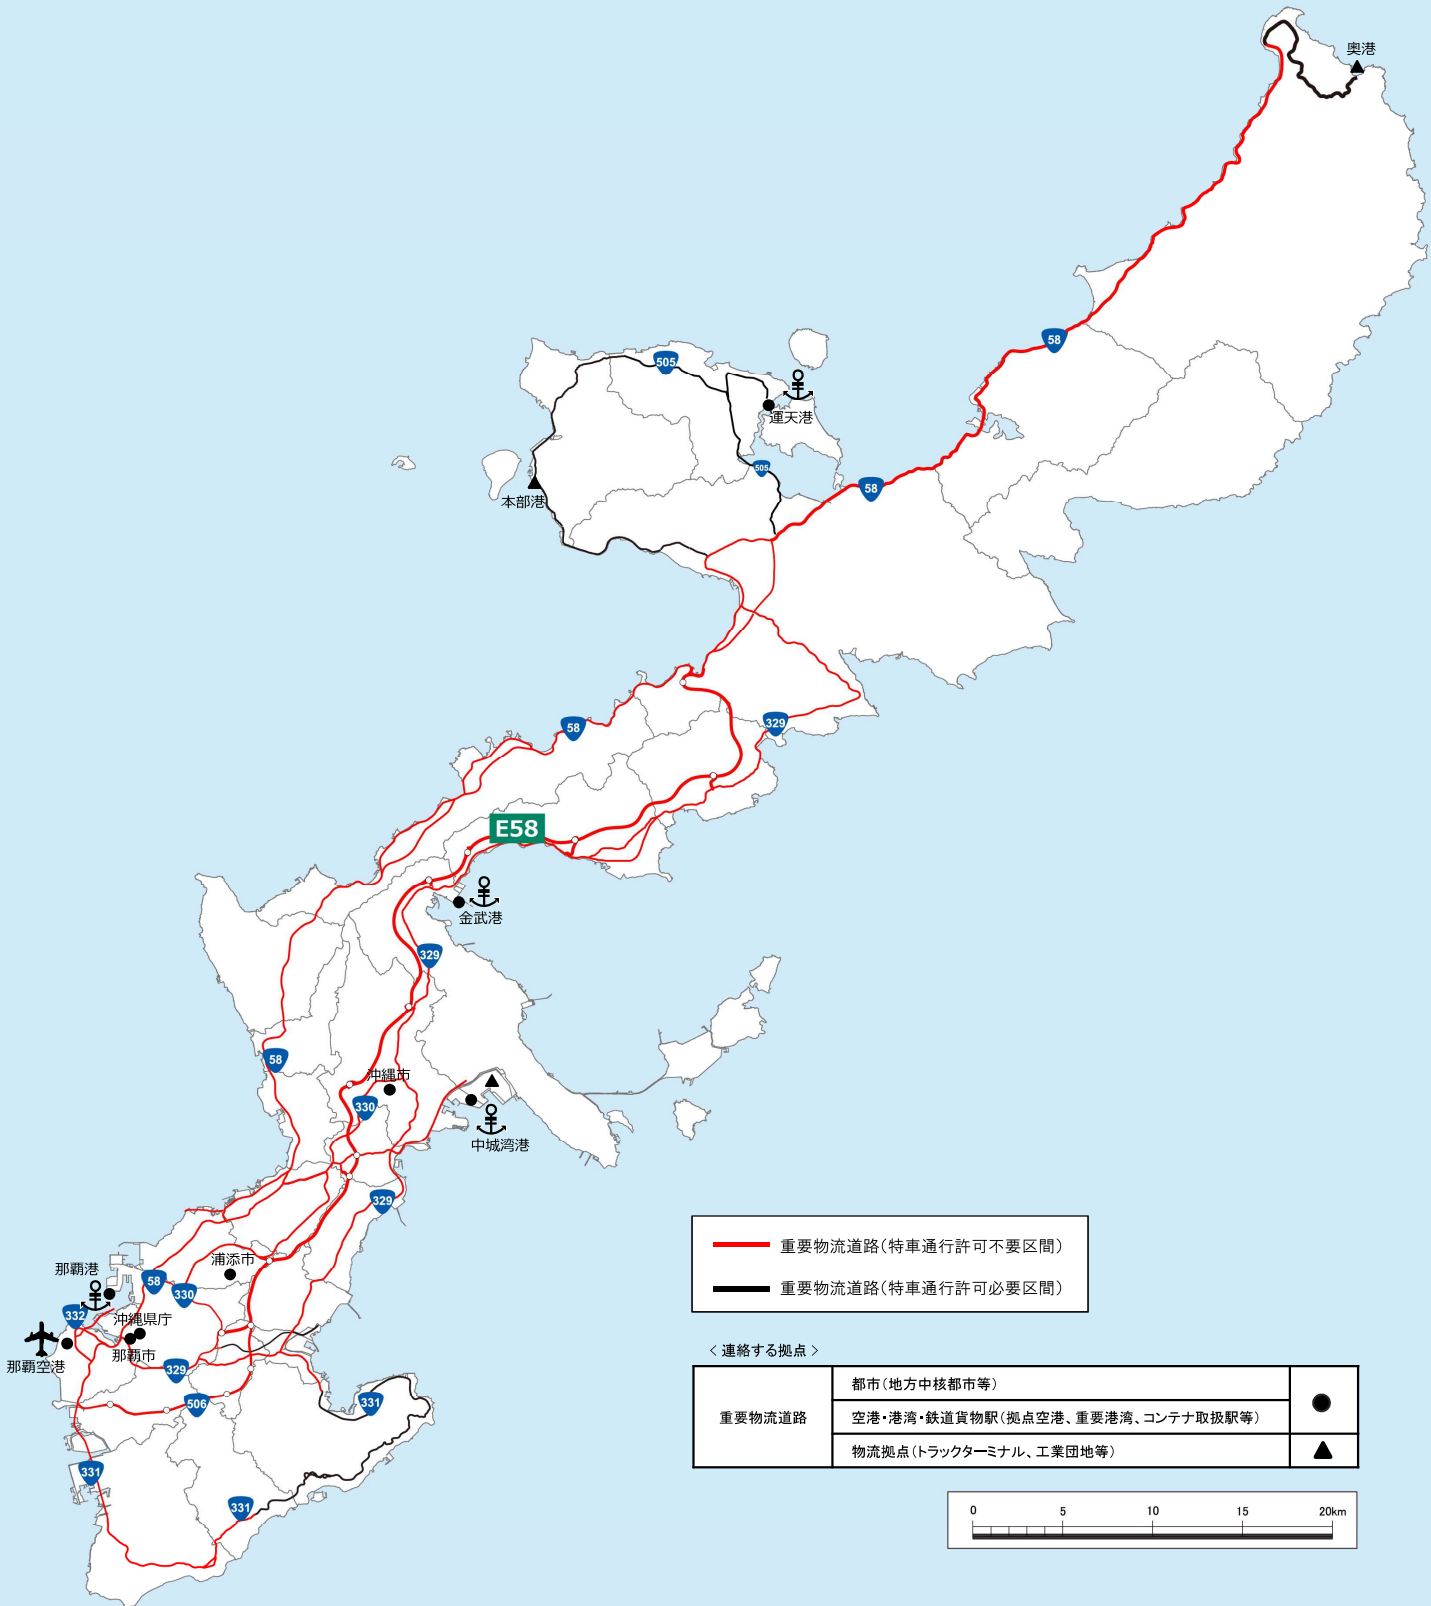 奥港
58
505
運天港
505
58
本部港
58
329
E58
金武港
329
58
沖縄市
330
中城湾港
329
浦添市
那覇港
58
330
332
沖縄県庁
那覇市
那覇空港
329
506
331
331
331
重要物流道路(特車通行許可不要区間)
重要物流道路(特車通行許可必要区間)
<連絡する拠点>
重要物流道路
都市(地方中核都市等)
空港・港湾・鉄道貨物駅(拠点空港、重要港湾、コンテナ取扱駅等)
物流拠点(トラックターミナル、工業団地等)
0 5 10 15 20km